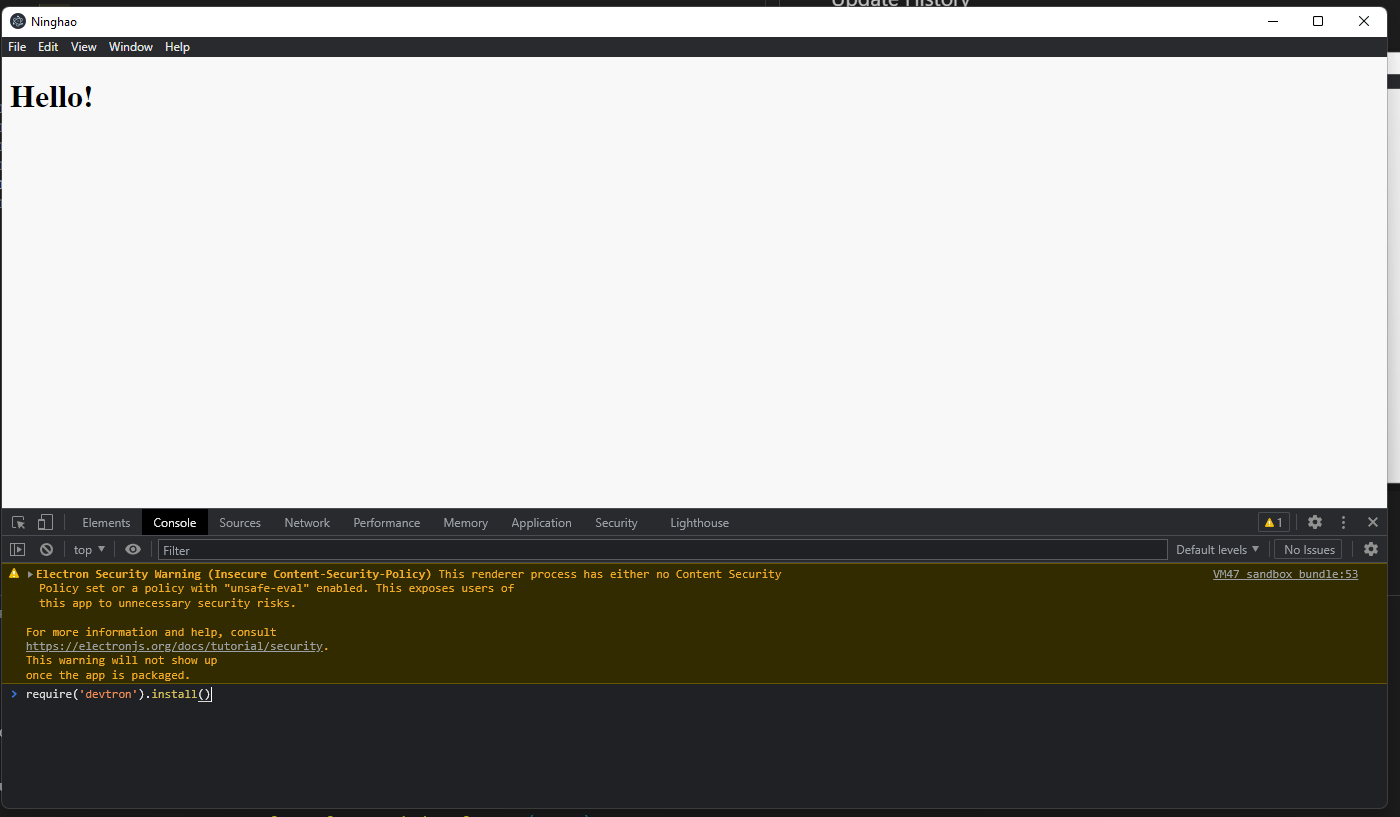 Update History
Ninghao
File Edit View Window Help
Hello!
Elements Console Sources Network Performance Memory Application Security Lighthouse 1
top Filter Default levels No Issues
Electron Security Warning (Insecure Content-Security-Policy) This renderer process has either no Content Security VM47 sandbox_bundle:53
Policy set or a policy with "unsafe-eval" enabled. This exposes users of
this app to unnecessary security risks.
For more information and help, consult
https://electronjs.org/docs/tutorial/security.
This warning will not show up
once the app is packaged.
> require('devtron').install()